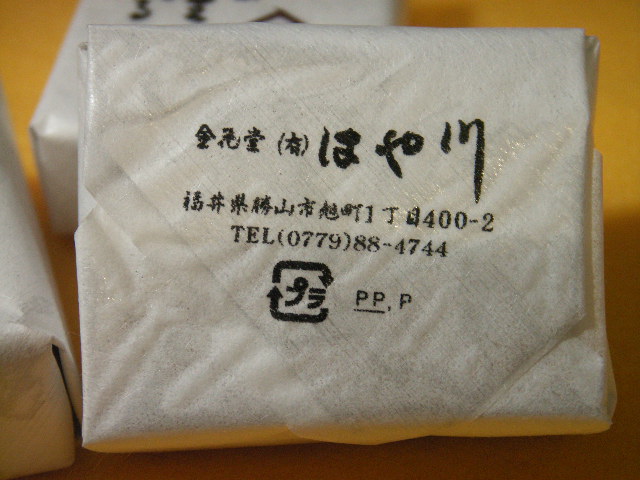 金花堂 (有) はや川
福井県勝山市旭町1丁目400-2
TEL(0779)88-4744
プラ PP, P